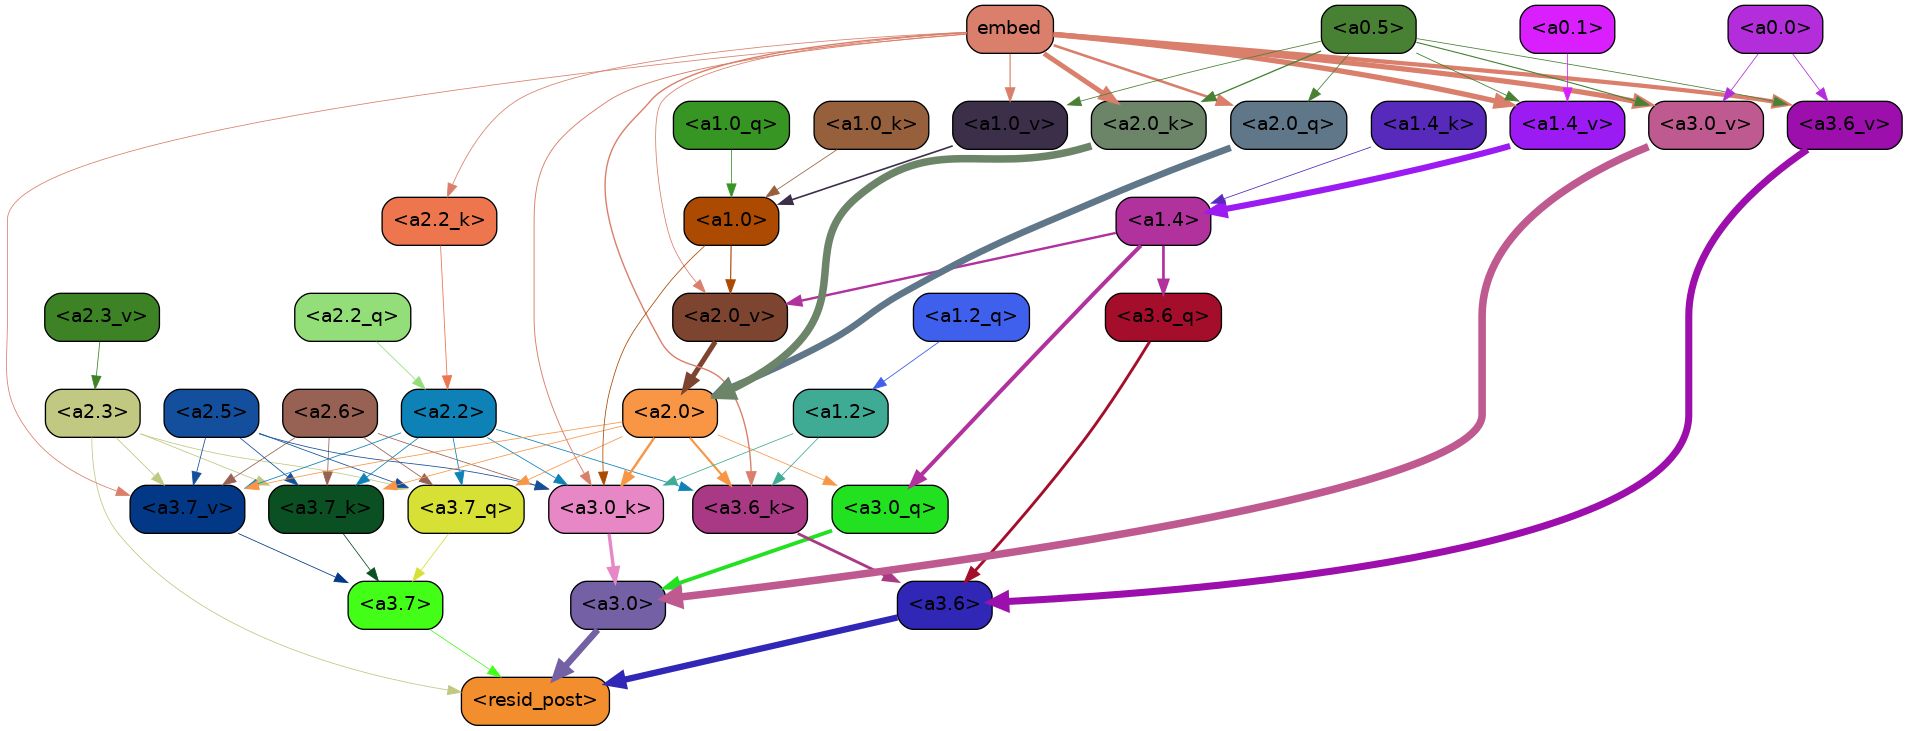 embed
<a0.5>
<a0.1>
<a0.0>
<a1.0_q>
<a1.0_k>
<a1.0_v>
<a2.0_k>
<a2.0_q>
<a1.4_k>
<a1.4_v>
<a3.0_v>
<a3.6_v>
<a2.2_k>
<a1.0>
<a1.4>
<a2.3_v>
<a2.2_q>
<a2.0_v>
<a1.2_q>
<a3.6_q>
<a2.3>
<a2.5>
<a2.6>
<a2.2>
<a2.0>
<a1.2>
<a3.7_v>
<a3.7_k>
<a3.7_q>
<a3.0_k>
<a3.6_k>
<a3.0_q>
<a3.7>
<a3.0>
<a3.6>
<resid_post>